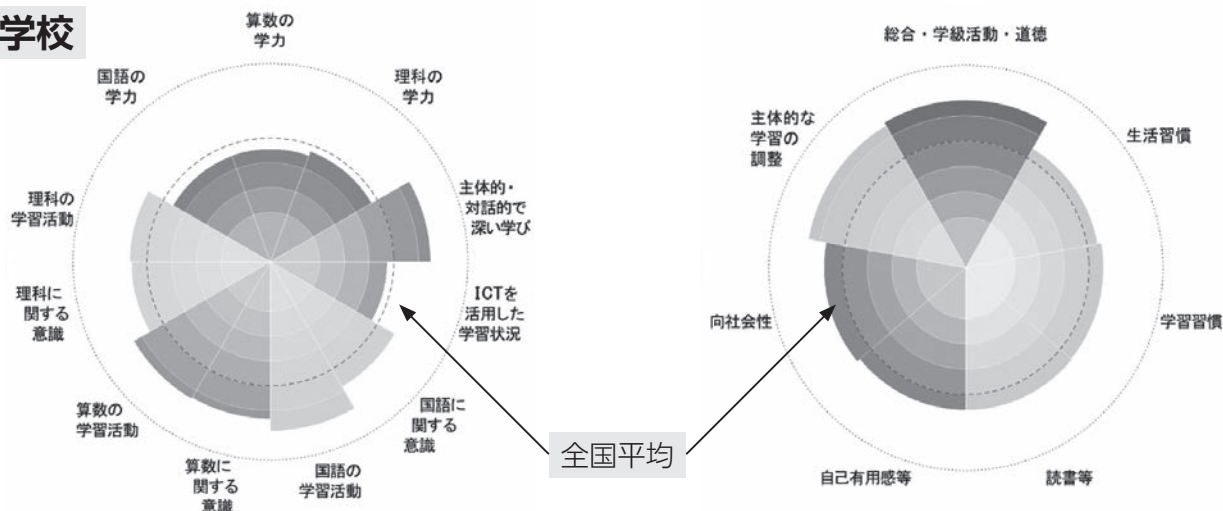 学校
算数の
学力
国語の
学力
理科の
学力
理科の
学習活動
主体的・
対話的で
深い学び
理科に
関する
意識
ICTを
活用した
学習状況
算数の
学習活動
国語に
関する
意識
算数に
関する
意識
国語の
学習活動
全国平均
総合・学級活動・道徳
主体的な
学習の
調整
生活習慣
向社会性
学習習慣
自己有用感等
読書等